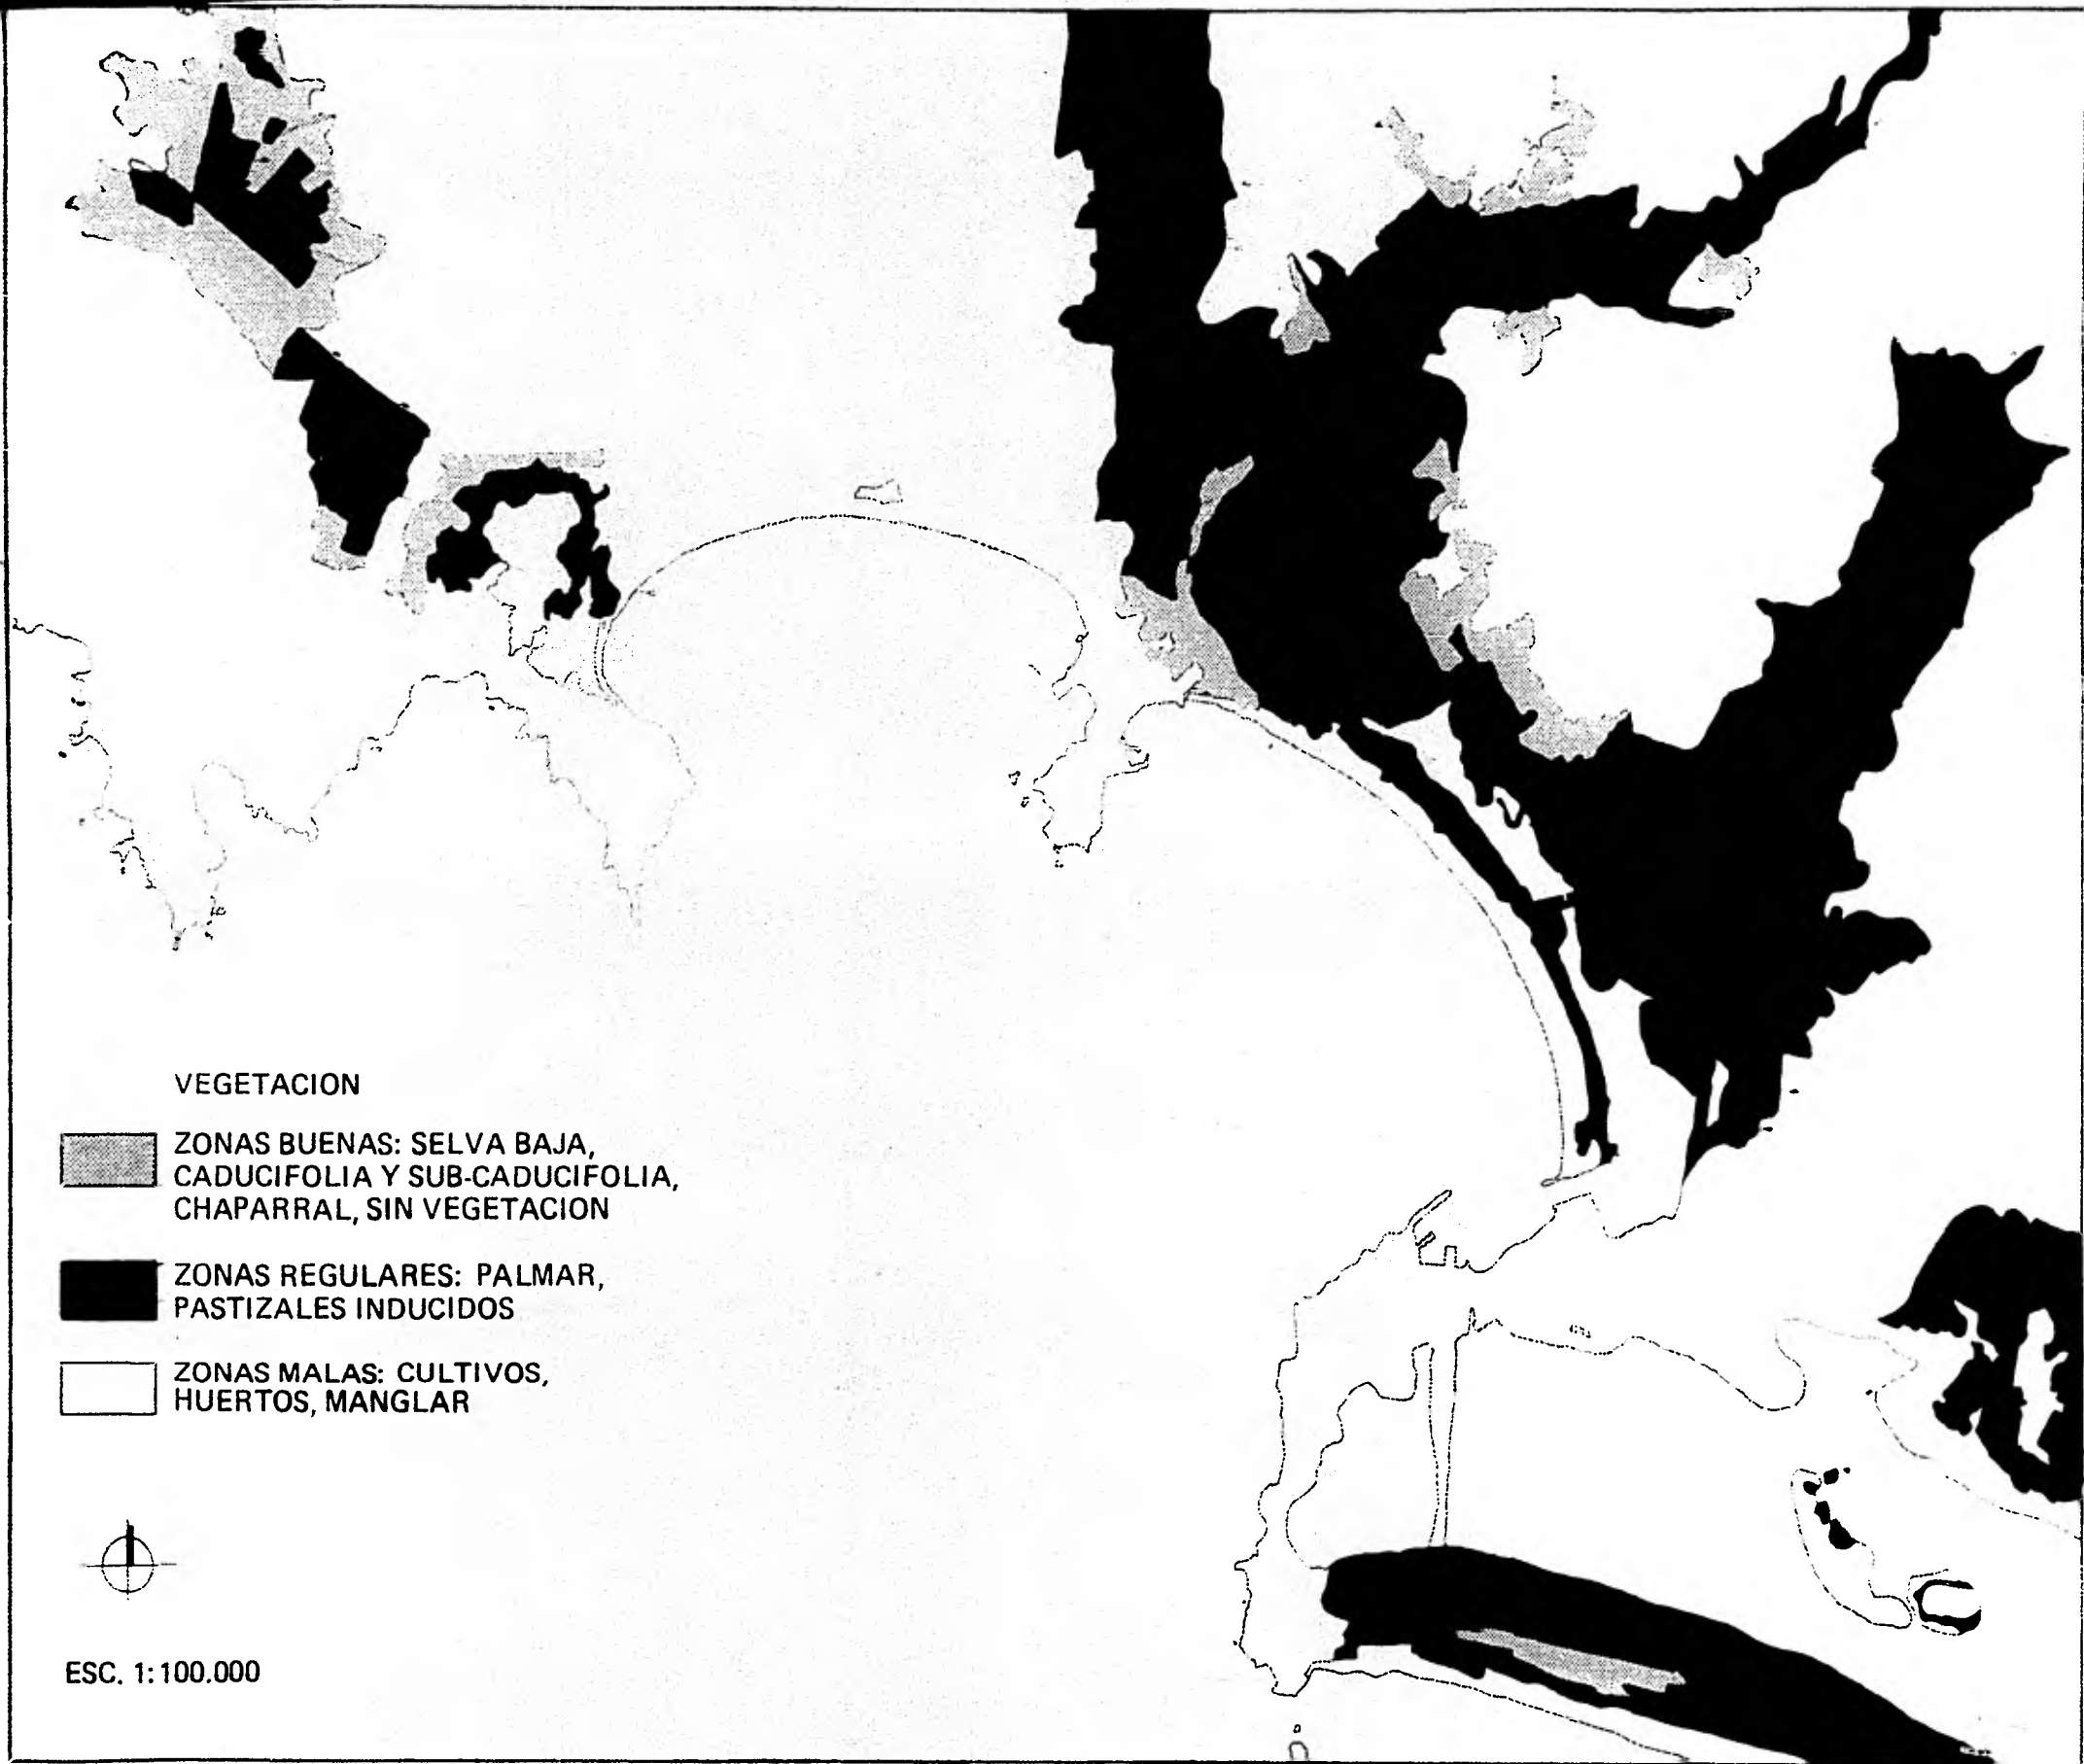 VEGETACION
ZONAS BUENAS: SELVA BAJA,
CADUCIFOLIA Y SUB-CADUCIFOLIA,
CHAPARRAL, SIN VEGETACION
ZONAS REGULARES: PALMAR,
PASTIZALES INDUCIDOS
ZONAS MALAS: CULTIVOS,
HUERTOS, MANGLAR
ESC. 1:100.000